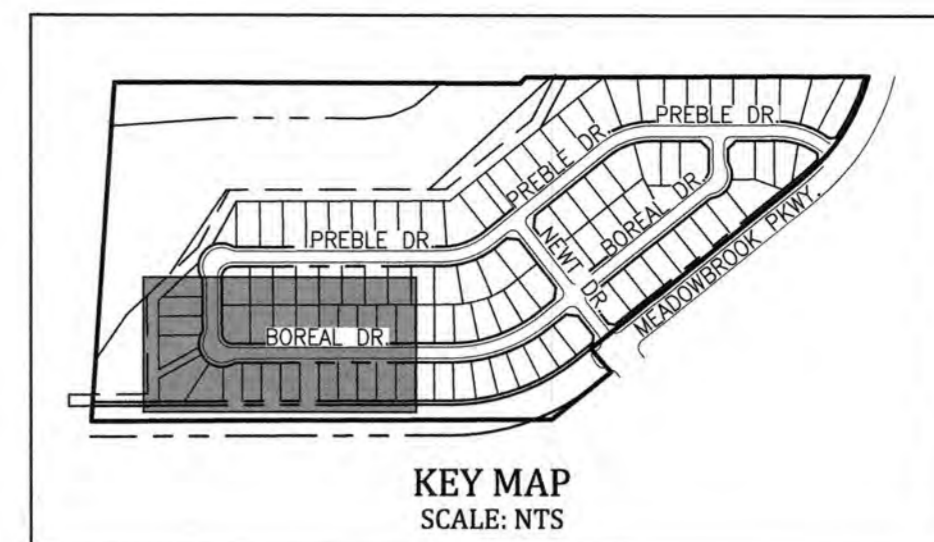 PREBLE DR.
PREBLE DR.
PREBLE DR.
BOREAL DR.
NEWT DR.
BOREAL DR.
MEADOWBROOK PKWY.
KEY MAP
SCALE: NTS